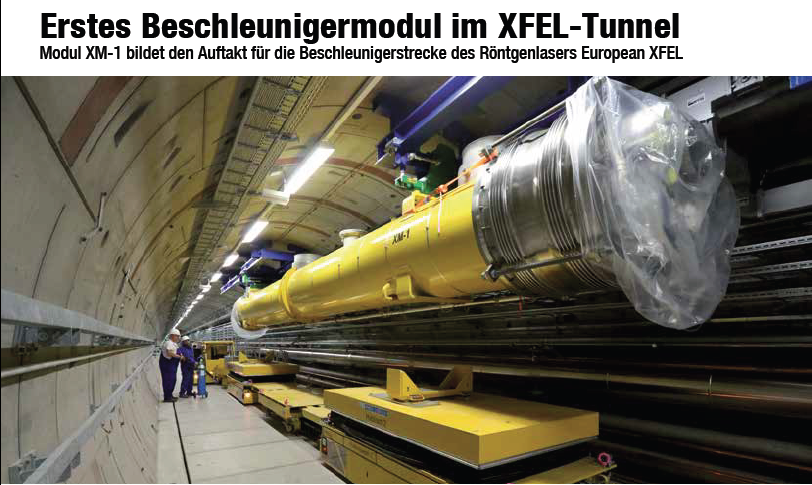 Erstes Beschleunigermodul im XFEL-Tunnel
Modul XM-1 bildet den Auftakt für die Beschleunigerstrecke des Röntgenlasers European XFEL
XM-1